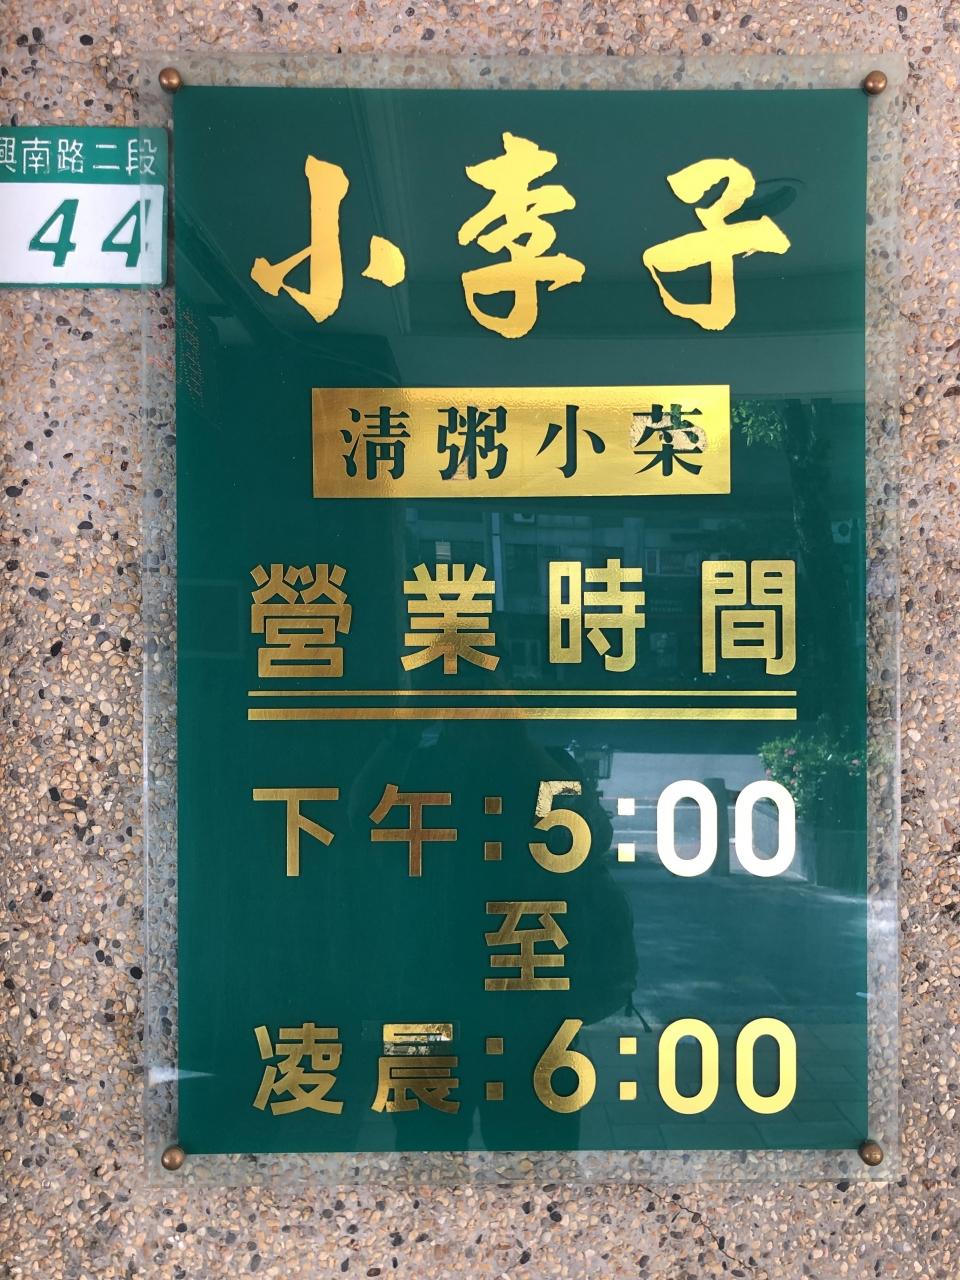 興南路二段
44
小李子
清粥小菜
營業時間
下午:5:00
至
凌晨:6:00